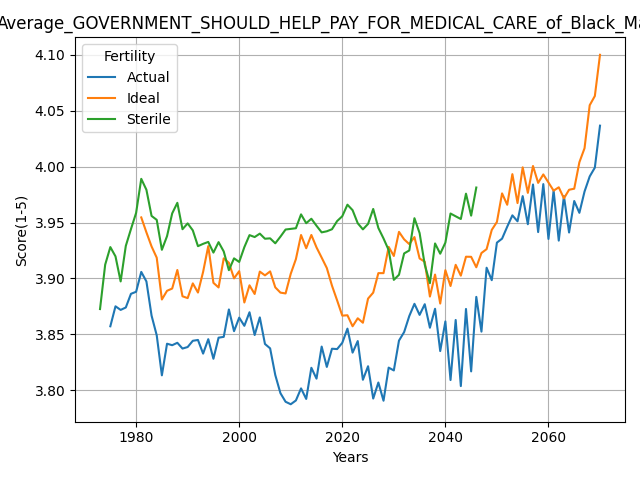 Average_GOVERNMENT_SHOULD_HELP_PAY_FOR_MEDICAL_CARE_of_Black_Ma
Fertility
Actual
Ideal
Sterile
Score(1-5)
4.10
4.05
4.00
3.95
3.90
3.85
3.80
1980 2000 2020 2040 2060
Years